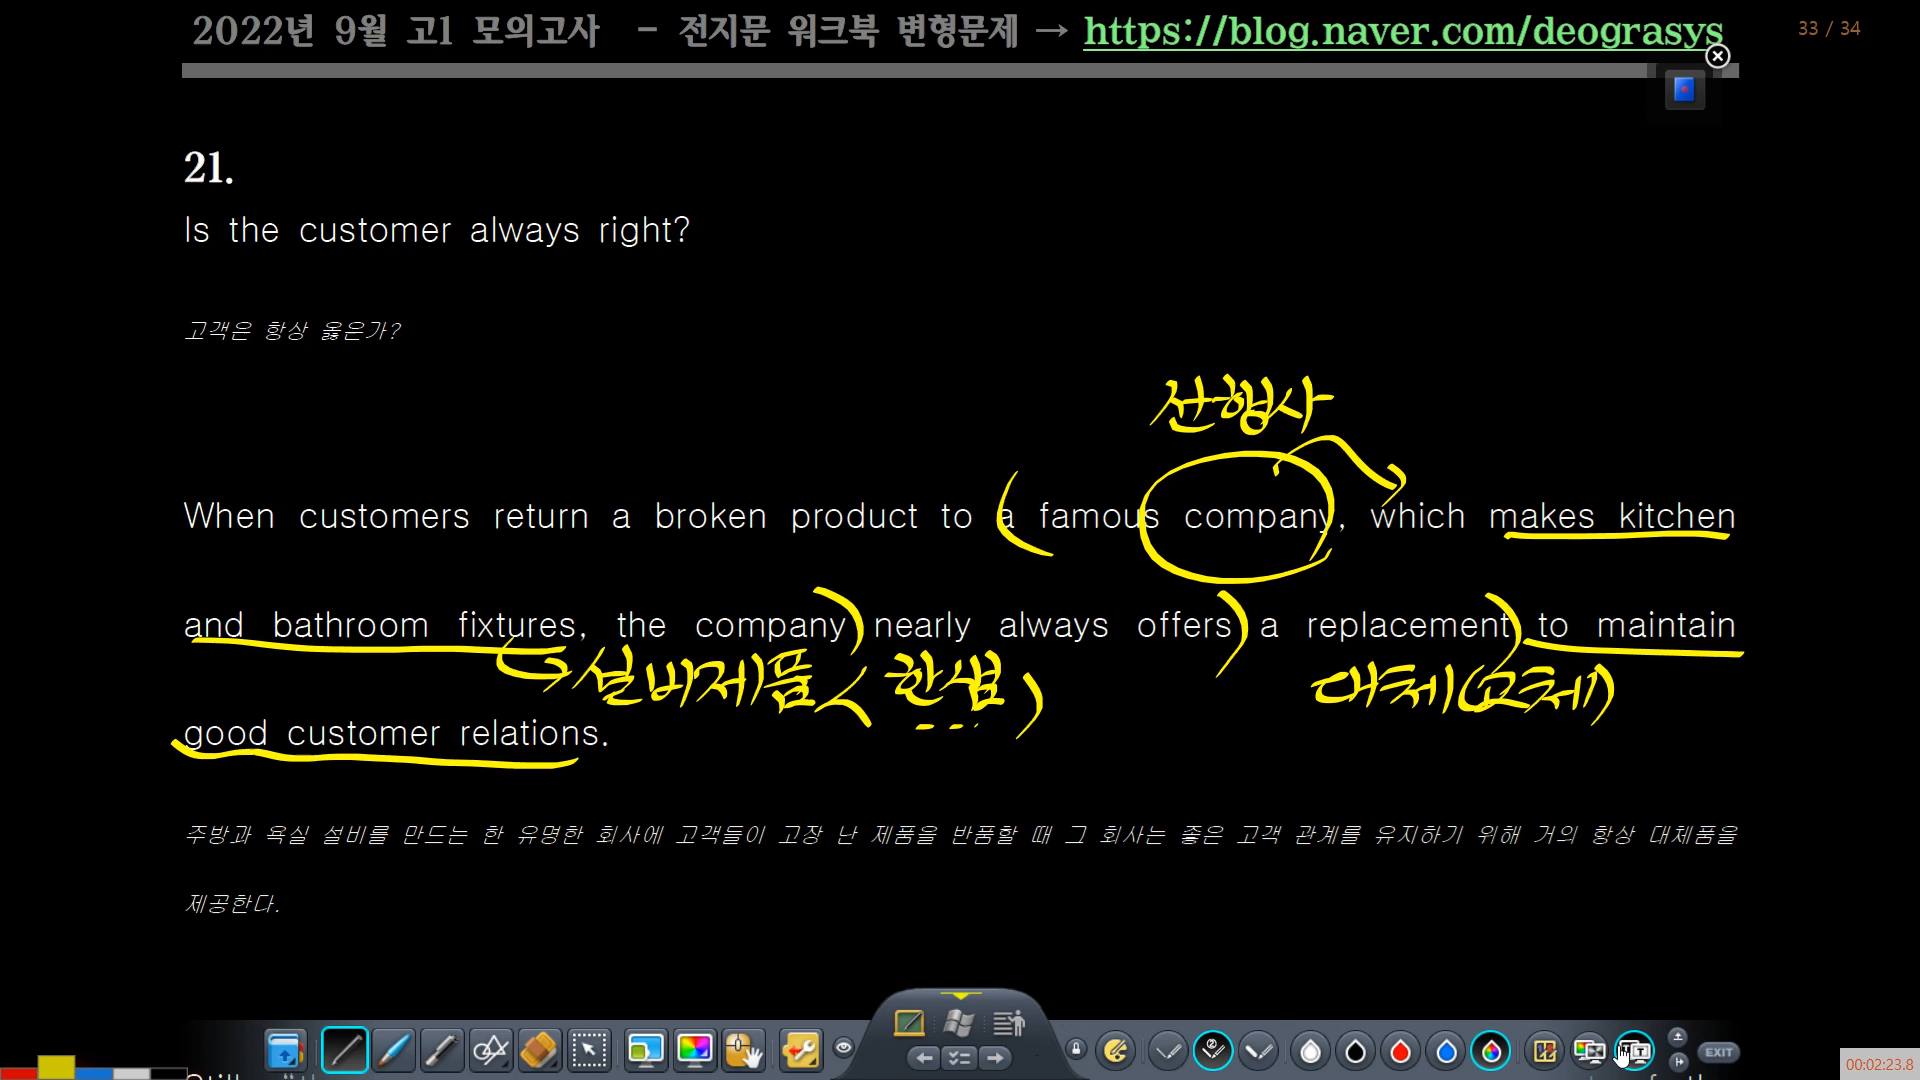 2022년 9월 고1 모의고사 - 전지문 워크북 변형문제 → https://blog.naver.com/deograsys
33 / 34
21.
Is the customer always right?
고객은 항상 옳은가?
선행사
When customers return a broken product to a famous company, which makes kitchen
and bathroom fixtures, the company nearly always offers a replacement to maintain
설비제품 (한샘) 대체(교체)
good customer relations.
주방과 욕실 설비를 만드는 한 유명한 회사에 고객들이 고장 난 제품을 반품할 때 그 회사는 좋은 고객 관계를 유지하기 위해 거의 항상 대체품을
제공한다.
EXIT
00:02:23.8